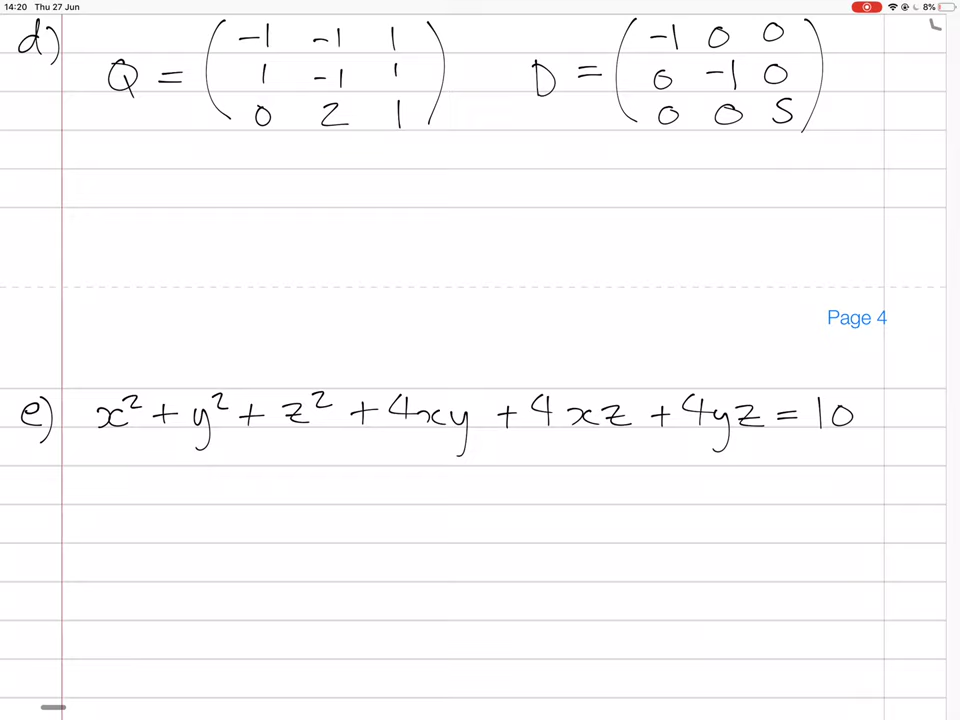 14:20 Thu 27 Jun 8%
d) Q = ( -1 -1 1 ; 1 -1 1 ; 0 2 1 ) D = ( -1 0 0 ; 0 -1 0 ; 0 0 5 )
Page 4
e) x² + y² + z² + 4xy + 4xz + 4yz = 10